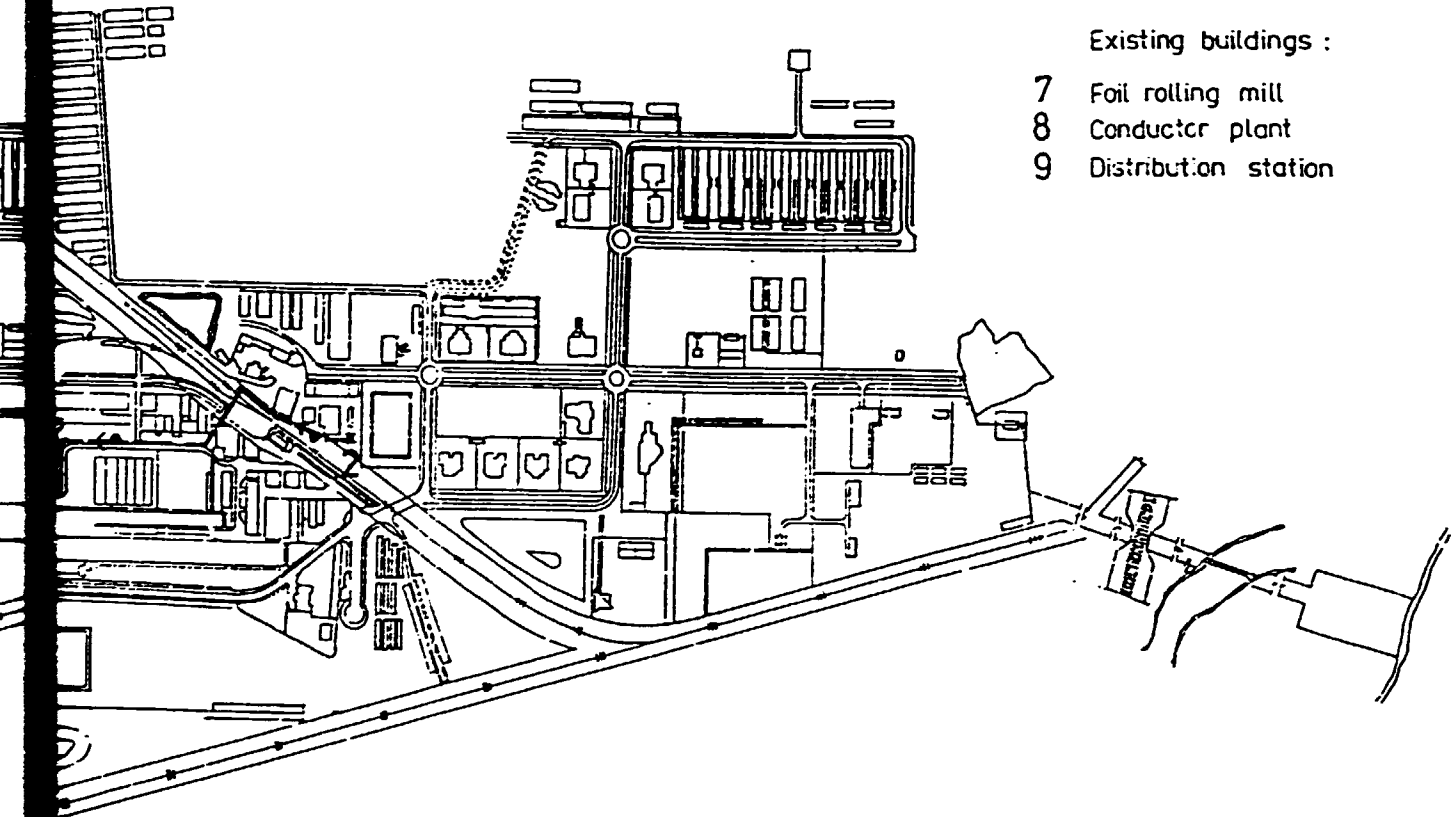 Existing buildings :
7 Foil rolling mill
8 Conductor plant
9 Distribution station